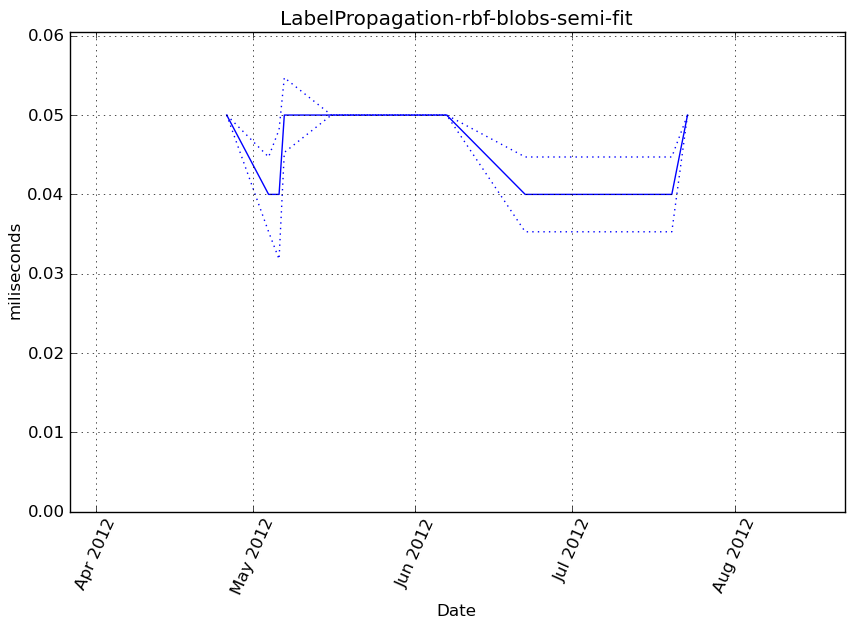 LabelPropagation-rbf-blobs-semi-fit
0.06
0.05
0.04
0.03
0.02
0.01
0.00
miliseconds
Apr 2012
May 2012
Jun 2012
Jul 2012
Aug 2012
Date